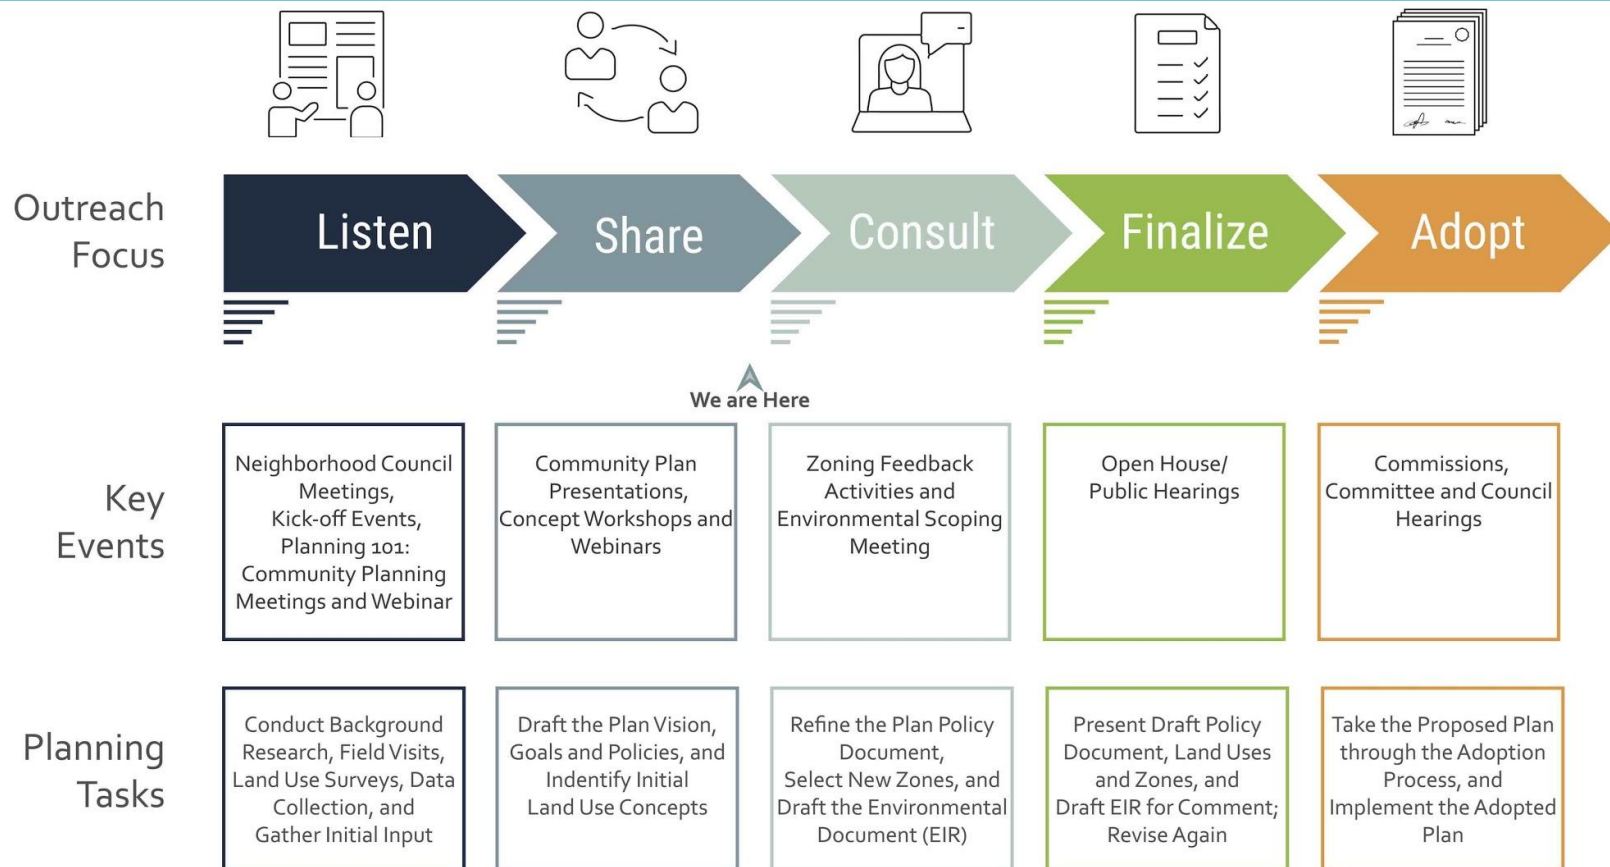 Outreach
Focus
Listen
Share
Consult
Finalize
Adopt
We are Here
Key
Events
Neighborhood Council
Meetings,
Kick-off Events,
Planning 101:
Community Planning
Meetings and Webinar
Community Plan
Presentations,
Concept Workshops and
Webinars
Zoning Feedback
Activities and
Environmental Scoping
Meeting
Open House/
Public Hearings
Commissions,
Committee and Council
Hearings
Planning
Tasks
Conduct Background
Research, Field Visits,
Land Use Surveys, Data
Collection, and
Gather Initial Input
Draft the Plan Vision,
Goals and Policies, and
Indentify Initial
Land Use Concepts
Refine the Plan Policy
Document,
Select New Zones, and
Draft the Environmental
Document (EIR)
Present Draft Policy
Document, Land Uses
and Zones, and
Draft EIR for Comment;
Revise Again
Take the Proposed Plan
through the Adoption
Process, and
Implement the Adopted
Plan